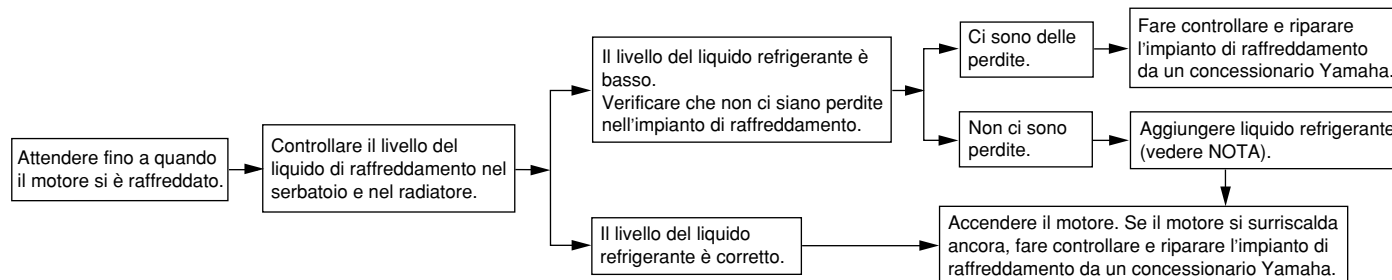 Attendere fino a quando
il motore si è raffreddato.
Controllare il livello del
liquido di raffreddamento nel
serbatoio e nel radiatore.
Il livello del liquido refrigerante è
basso.
Verificare che non ci siano perdite
nell'impianto di raffreddamento.
Ci sono delle
perdite.
Fare controllare e riparare
l'impianto di raffreddamento
da un concessionario Yamaha.
Non ci sono
perdite.
Aggiungere liquido refrigerante
(vedere NOTA).
Il livello del liquido
refrigerante è corretto.
Accendere il motore. Se il motore si surriscalda
ancora, fare controllare e riparare l'impianto di
raffreddamento da un concessionario Yamaha.